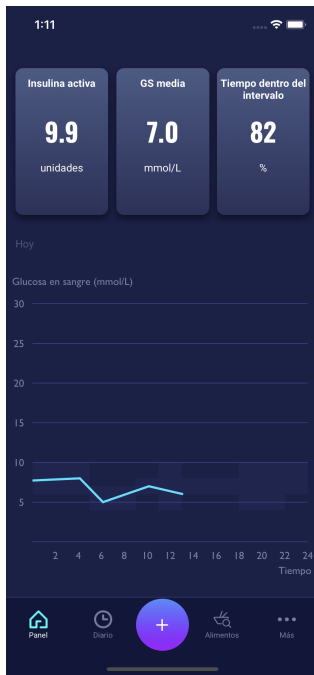 1:11
Insulina activa
9.9
unidades
GS media
7.0
mmol/L
Tiempo dentro del
intervalo
82
%
Hoy
Glucosa en sangre (mmol/L)
30
25
20
15
10
5
2 4 6 8 10 12 14 16 18 20 22 24
Tiempo
Panel
Diario
+
Alimentos
Más